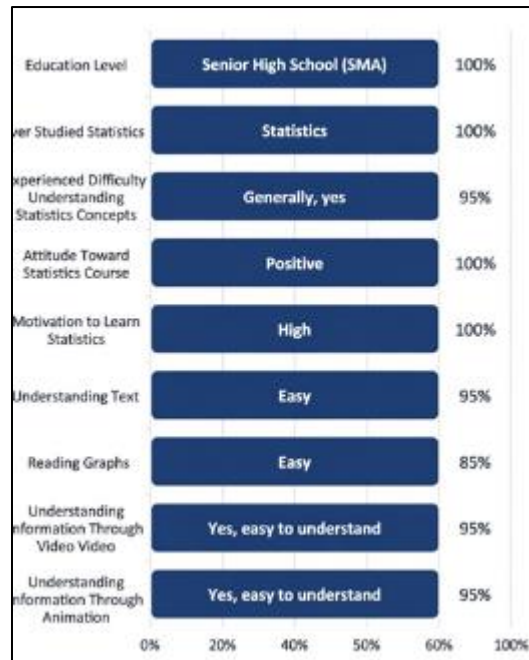 Education Level
Senior High School (SMA)
100%
ver Studied Statistics
Statistics
100%
xperienced Difficulty
Understanding
Statistics Concepts
Generally, yes
95%
Attitude Toward
Statistics Course
Positive
100%
Motivation to Learn
Statistics
High
100%
Understanding Text
Easy
95%
Reading Graphs
Easy
85%
Understanding
nformation Through
Video Video
Yes, easy to understand
95%
Understanding
nformation Through
Animation
Yes, easy to understand
95%
0% 20% 40% 50% 60% 100%